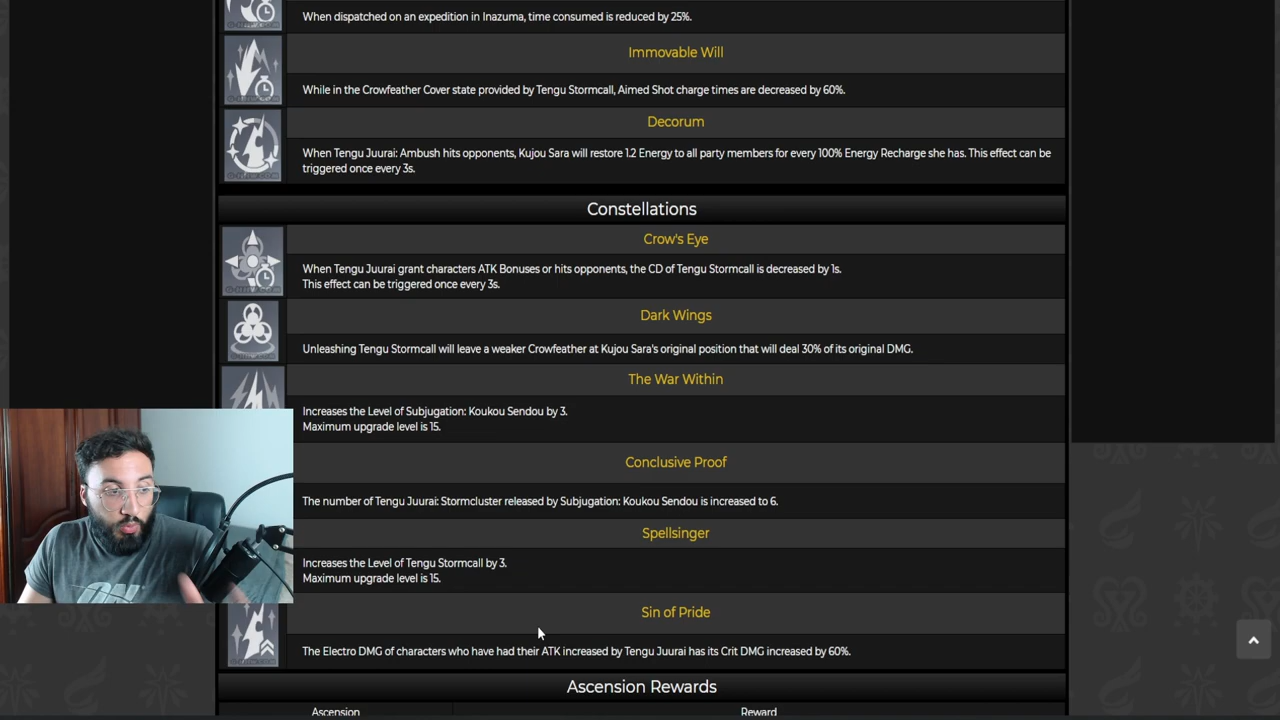 When dispatched on an expedition in Inazuma, time consumed is reduced by 25%.
Immovable Will
While in the Crowfeather Cover state provided by Tengu Stormcall, Aimed Shot charge times are decreased by 60%.
Decorum
When Tengu Juurai: Ambush hits opponents, Kujou Sara will restore 1.2 Energy to all party members for every 100% Energy Recharge she has. This effect can be
triggered once every 3s.
Constellations
Crow's Eye
When Tengu Juurai grant characters ATK Bonuses or hits opponents, the CD of Tengu Stormcall is decreased by 1s.
This effect can be triggered once every 3s.
Dark Wings
Unleashing Tengu Stormcall will leave a weaker Crowfeather at Kujou Sara's original position that will deal 30% of its original DMG.
The War Within
Increases the Level of Subjugation: Koukou Sendou by 3.
Maximum upgrade level is 15.
Conclusive Proof
The number of Tengu Juurai: Stormcluster released by Subjugation: Koukou Sendou is increased to 6.
Spellsinger
Increases the Level of Tengu Stormcall by 3.
Maximum upgrade level is 15.
Sin of Pride
The Electro DMG of characters who have had their ATK increased by Tengu Juurai has its Crit DMG increased by 60%.
Ascension Rewards
Ascension
Reward